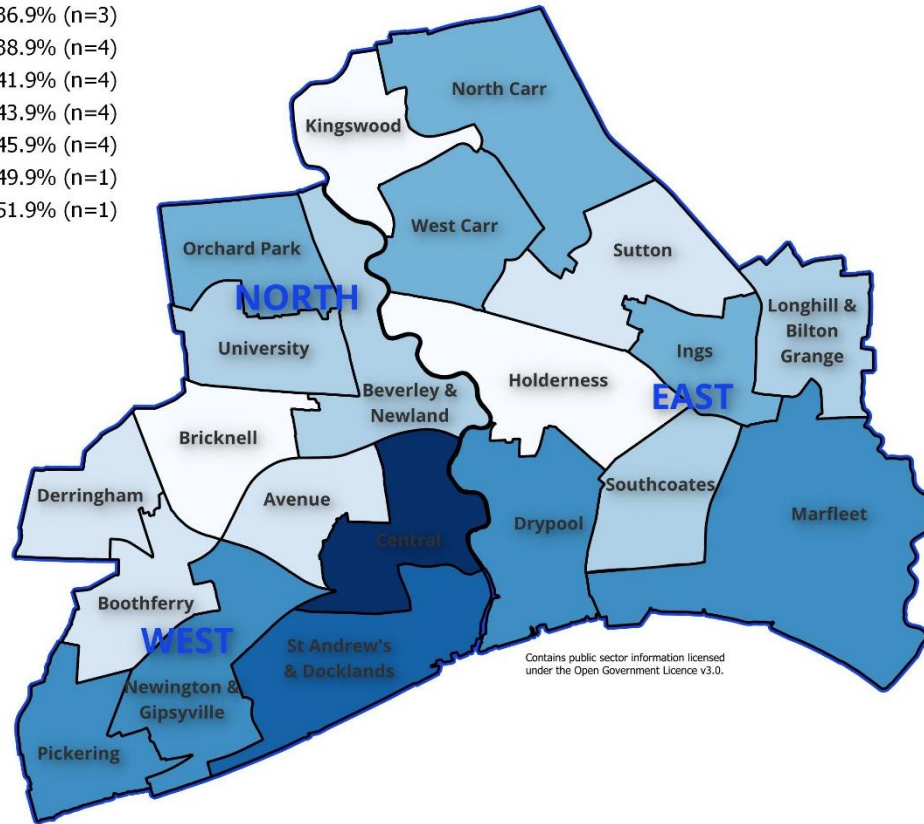 36.9% (n=3)
38.9% (n=4)
41.9% (n=4)
43.9% (n=4)
45.9% (n=4)
49.9% (n=1)
51.9% (n=1)
North Carr
Kingswood
West Carr
Orchard Park
Sutton
NORTH
Longhill &
Bilton
Grange
University
Ings
Holderness
EAST
Beverley &
Newland
Bricknell
Derringham
Avenue
Southcoates
Marfleet
Drypool
Central
Boothferry
WEST
St Andrew's
& Docklands
Newington &
Gipsyville
Pickering
Contains public sector information licensed
under the Open Government Licence v3.0.